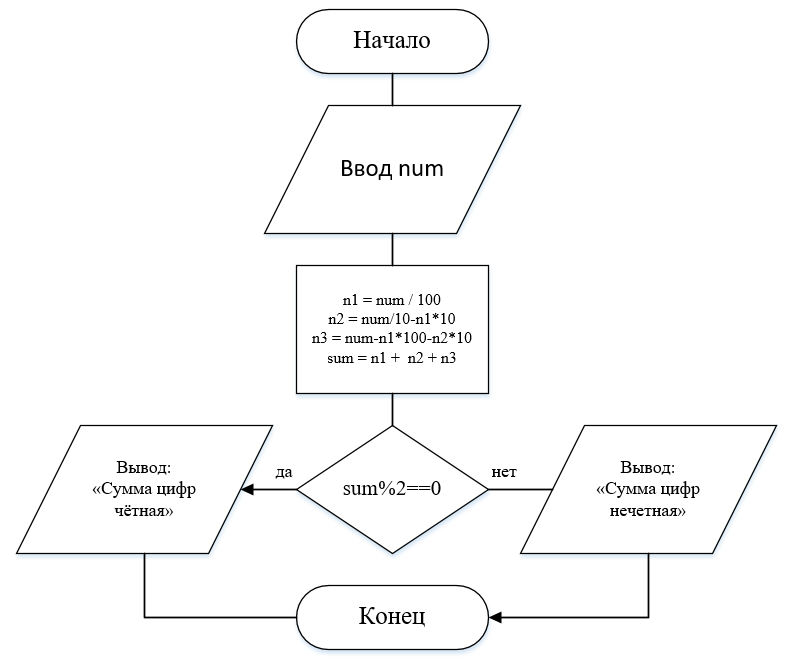 Начало
Ввод num
n1 = num / 100
n2 = num/10-n1*10
n3 = num-n1*100-n2*10
sum = n1 + n2 + n3
да
sum%2==0
нет
Вывод:
«Сумма цифр
чётная»
Вывод:
«Сумма цифр
нечетная»
Конец